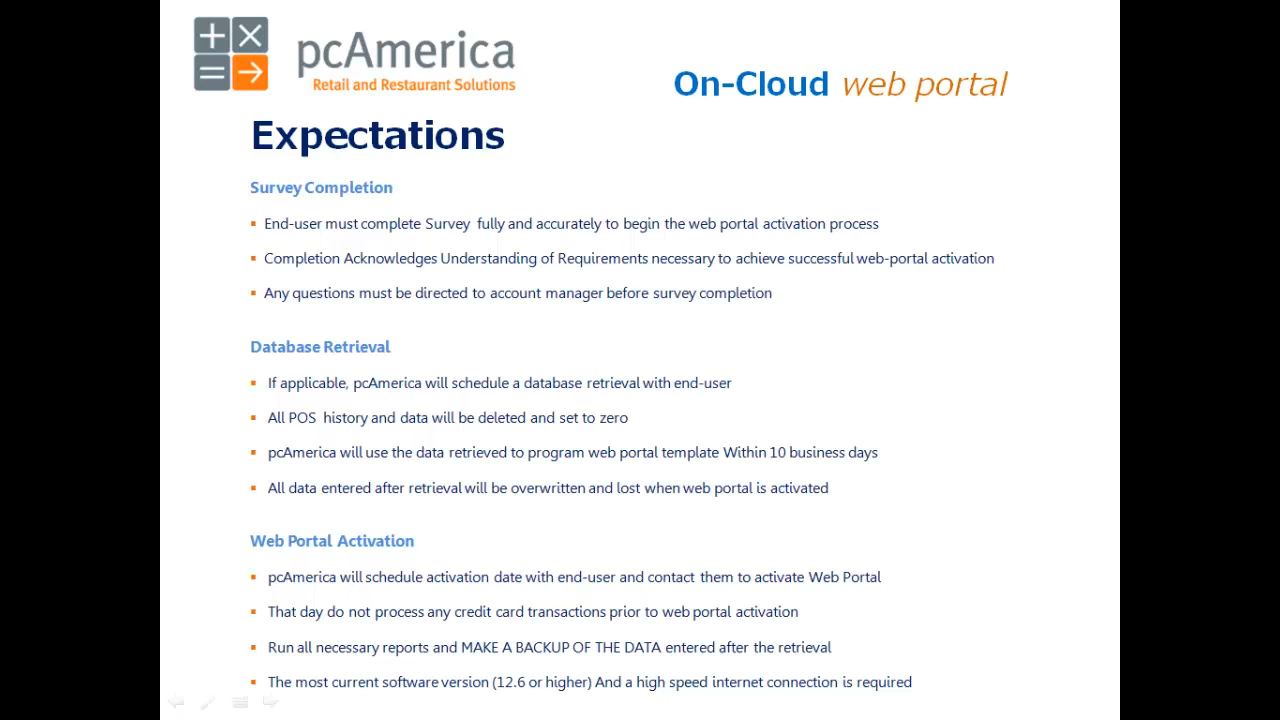 pcAmerica
Retail and Restaurant Solutions
On-Cloud web portal
Expectations
Survey Completion
▪ End-user must complete Survey fully and accurately to begin the web portal activation process
▪ Completion Acknowledges Understanding of Requirements necessary to achieve successful web-portal activation
▪ Any questions must be directed to account manager before survey completion
Database Retrieval
▪ If applicable, pcAmerica will schedule a database retrieval with end-user
▪ All POS history and data will be deleted and set to zero
▪ pcAmerica will use the data retrieved to program web portal template Within 10 business days
▪ All data entered after retrieval will be overwritten and lost when web portal is activated
Web Portal Activation
▪ pcAmerica will schedule activation date with end-user and contact them to activate Web Portal
▪ That day do not process any credit card transactions prior to web portal activation
▪ Run all necessary reports and MAKE A BACKUP OF THE DATA entered after the retrieval
▪ The most current software version (12.6 or higher) And a high speed internet connection is required